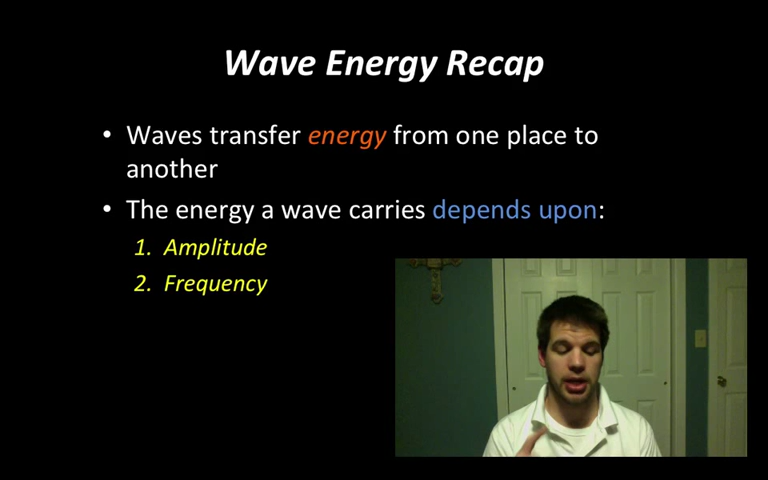 Wave Energy Recap
• Waves transfer energy from one place to
another
• The energy a wave carries depends upon:
1. Amplitude
2. Frequency